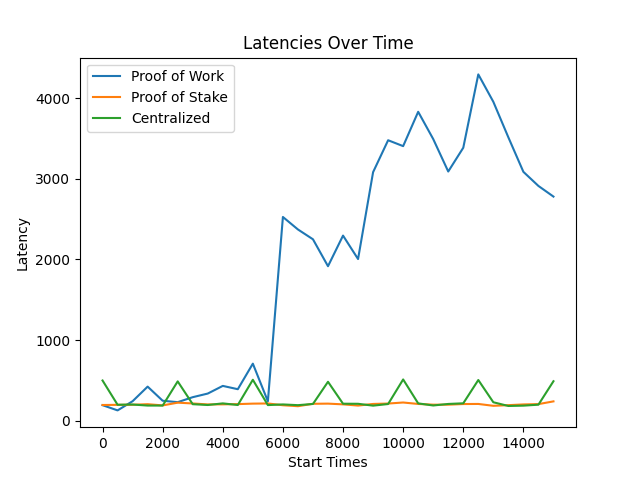 Latencies Over Time
Proof of Work
Proof of Stake
Centralized
Latency
4000
3000
2000
1000
0
0 2000 4000 6000 8000 10000 12000 14000
Start Times